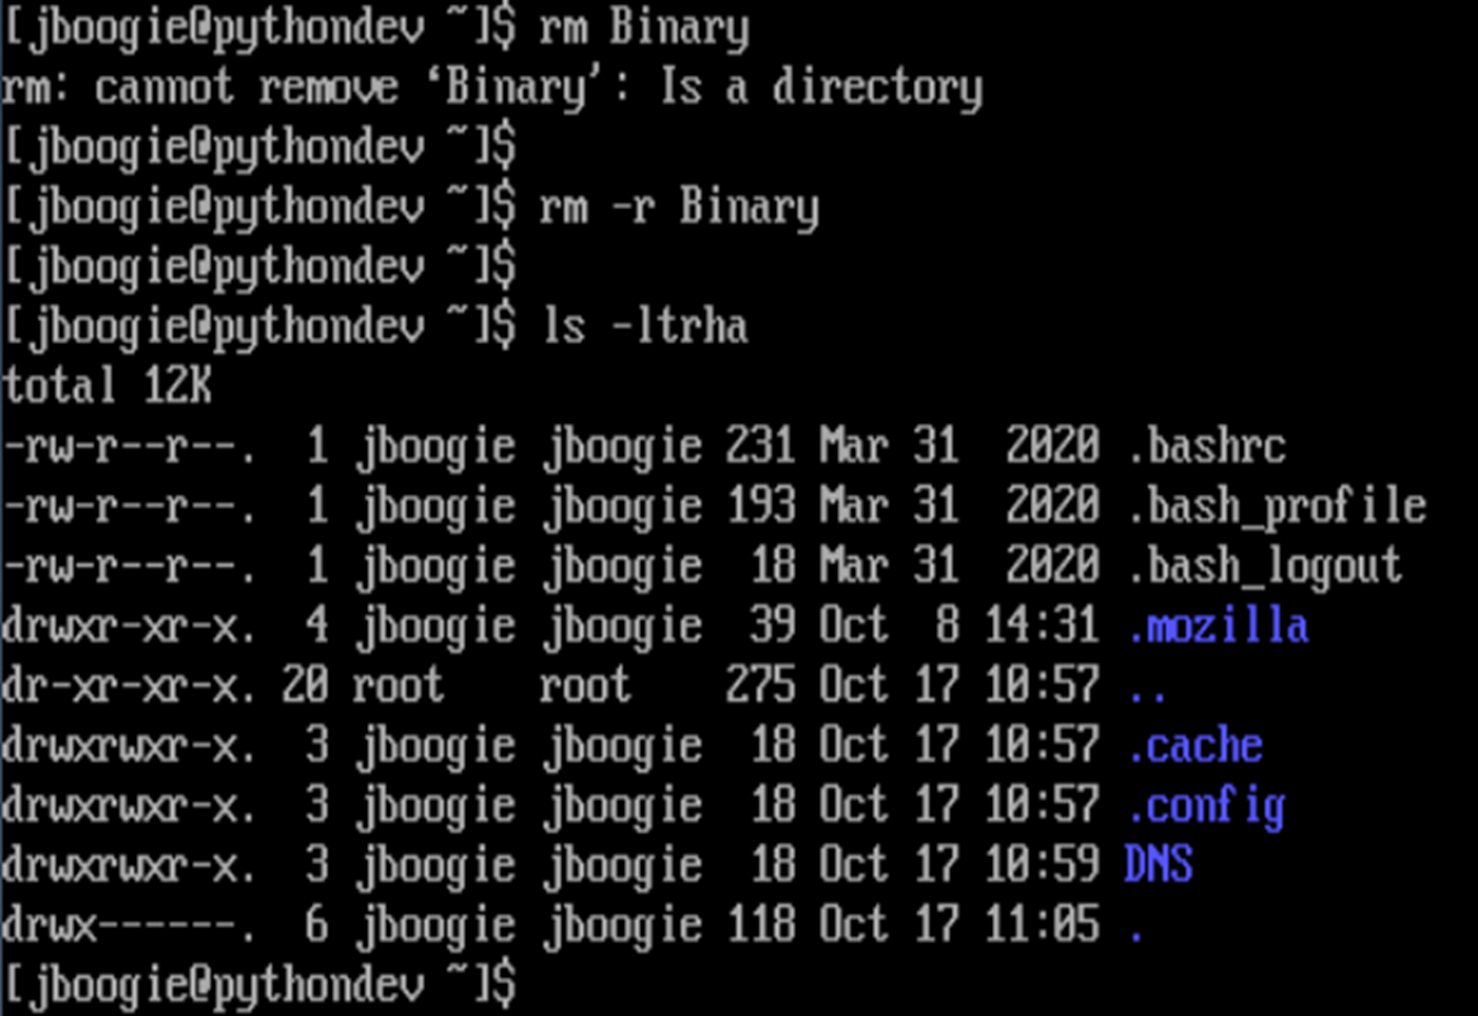 [jboogie@pythondev ~]$ rm Binary
rm: cannot remove ‘Binary’: Is a directory
[jboogie@pythondev ~]$
[jboogie@pythondev ~]$ rm -r Binary
[jboogie@pythondev ~]$
[jboogie@pythondev ~]$ ls -ltrha
total 12K
-rw-r--r--.  1 jboogie jboogie 231 Mar 31  2020 .bashrc
-rw-r--r--.  1 jboogie jboogie 193 Mar 31  2020 .bash_profile
-rw-r--r--.  1 jboogie jboogie  18 Mar 31  2020 .bash_logout
drwxr-xr-x.  4 jboogie jboogie  39 Oct  8 14:31 .mozilla
dr-xr-xr-x. 20 root    root    275 Oct 17 10:57 ..
drwxrwxr-x.  3 jboogie jboogie  18 Oct 17 10:57 .cache
drwxrwxr-x.  3 jboogie jboogie  18 Oct 17 10:57 .config
drwxrwxr-x.  3 jboogie jboogie  18 Oct 17 10:59 DNS
drwx------.  6 jboogie jboogie 118 Oct 17 11:05 .
[jboogie@pythondev ~]$